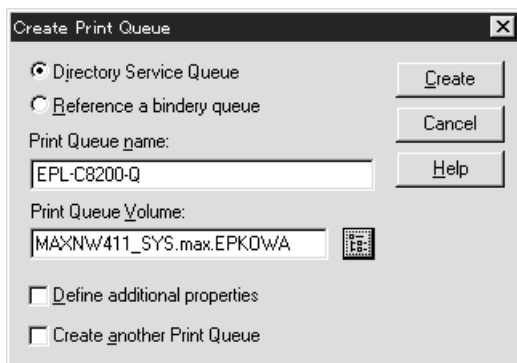 Create Print Queue
Directory Service Queue
Reference a bindery queue
Print Queue name:
EPL-C8200-Q
Print Queue Volume:
MAXNW411_SYS.max.EPKOWA
Define additional properties
Create another Print Queue
Create
Cancel
Help